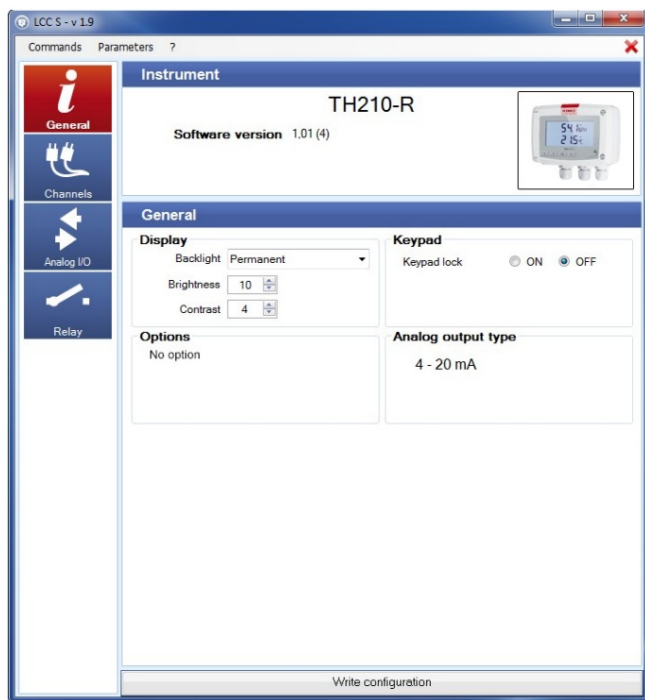 LCC S - v 1.9
Commands Parameters ?
General
Channels
Analog I/O
Relay
Instrument
TH210-R
Software version 1,01 (4)
General
Display
Backlight Permanent
Brightness 10
Contrast 4
Keypad
Keypad lock ON OFF
Options
No option
Analog output type
4 - 20 mA
Write configuration